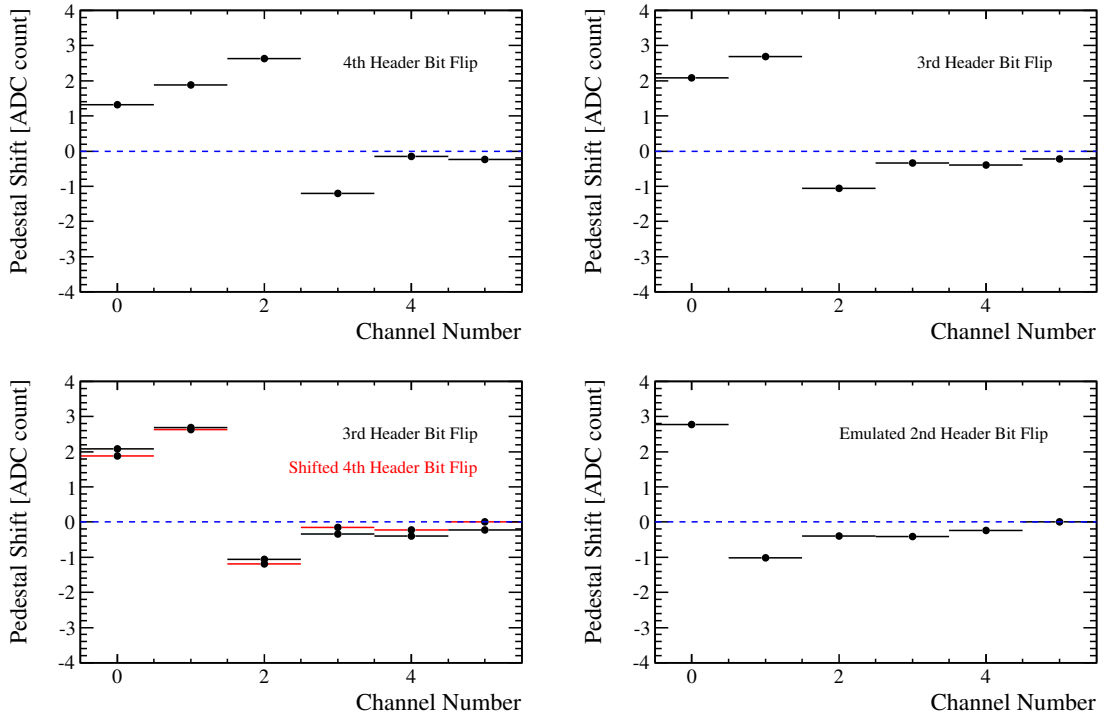 Pedestal Shift [ADC count]
4
3
2
1
0
-1
-2
-3
-4
4th Header Bit Flip
0 2 4
Channel Number
Pedestal Shift [ADC count]
4
3
2
1
0
-1
-2
-3
-4
3rd Header Bit Flip
0 2 4
Channel Number
Pedestal Shift [ADC count]
4
3
2
1
0
-1
-2
-3
-4
3rd Header Bit Flip
Shifted 4th Header Bit Flip
0 2 4
Channel Number
Pedestal Shift [ADC count]
4
3
2
1
0
-1
-2
-3
-4
Emulated 2nd Header Bit Flip
0 2 4
Channel Number